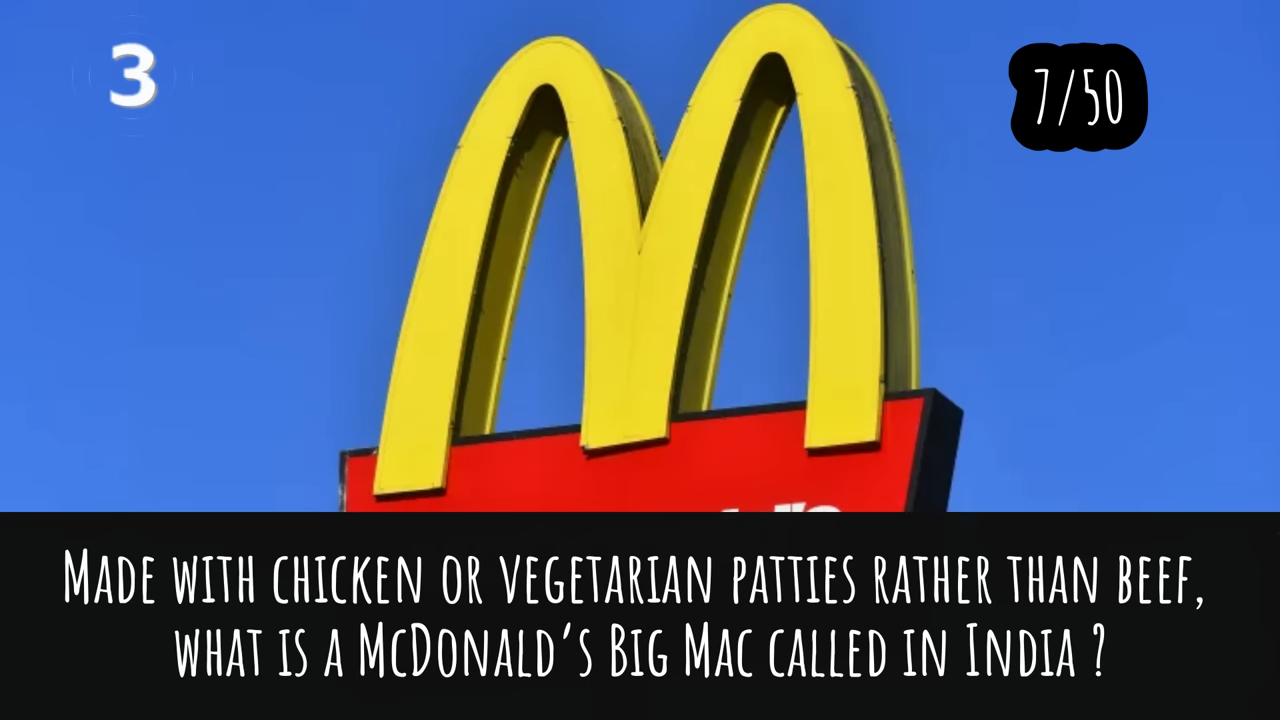 3
7/50
Made with chicken or vegetarian patties rather than beef,
what is a McDonald's Big Mac called in India ?